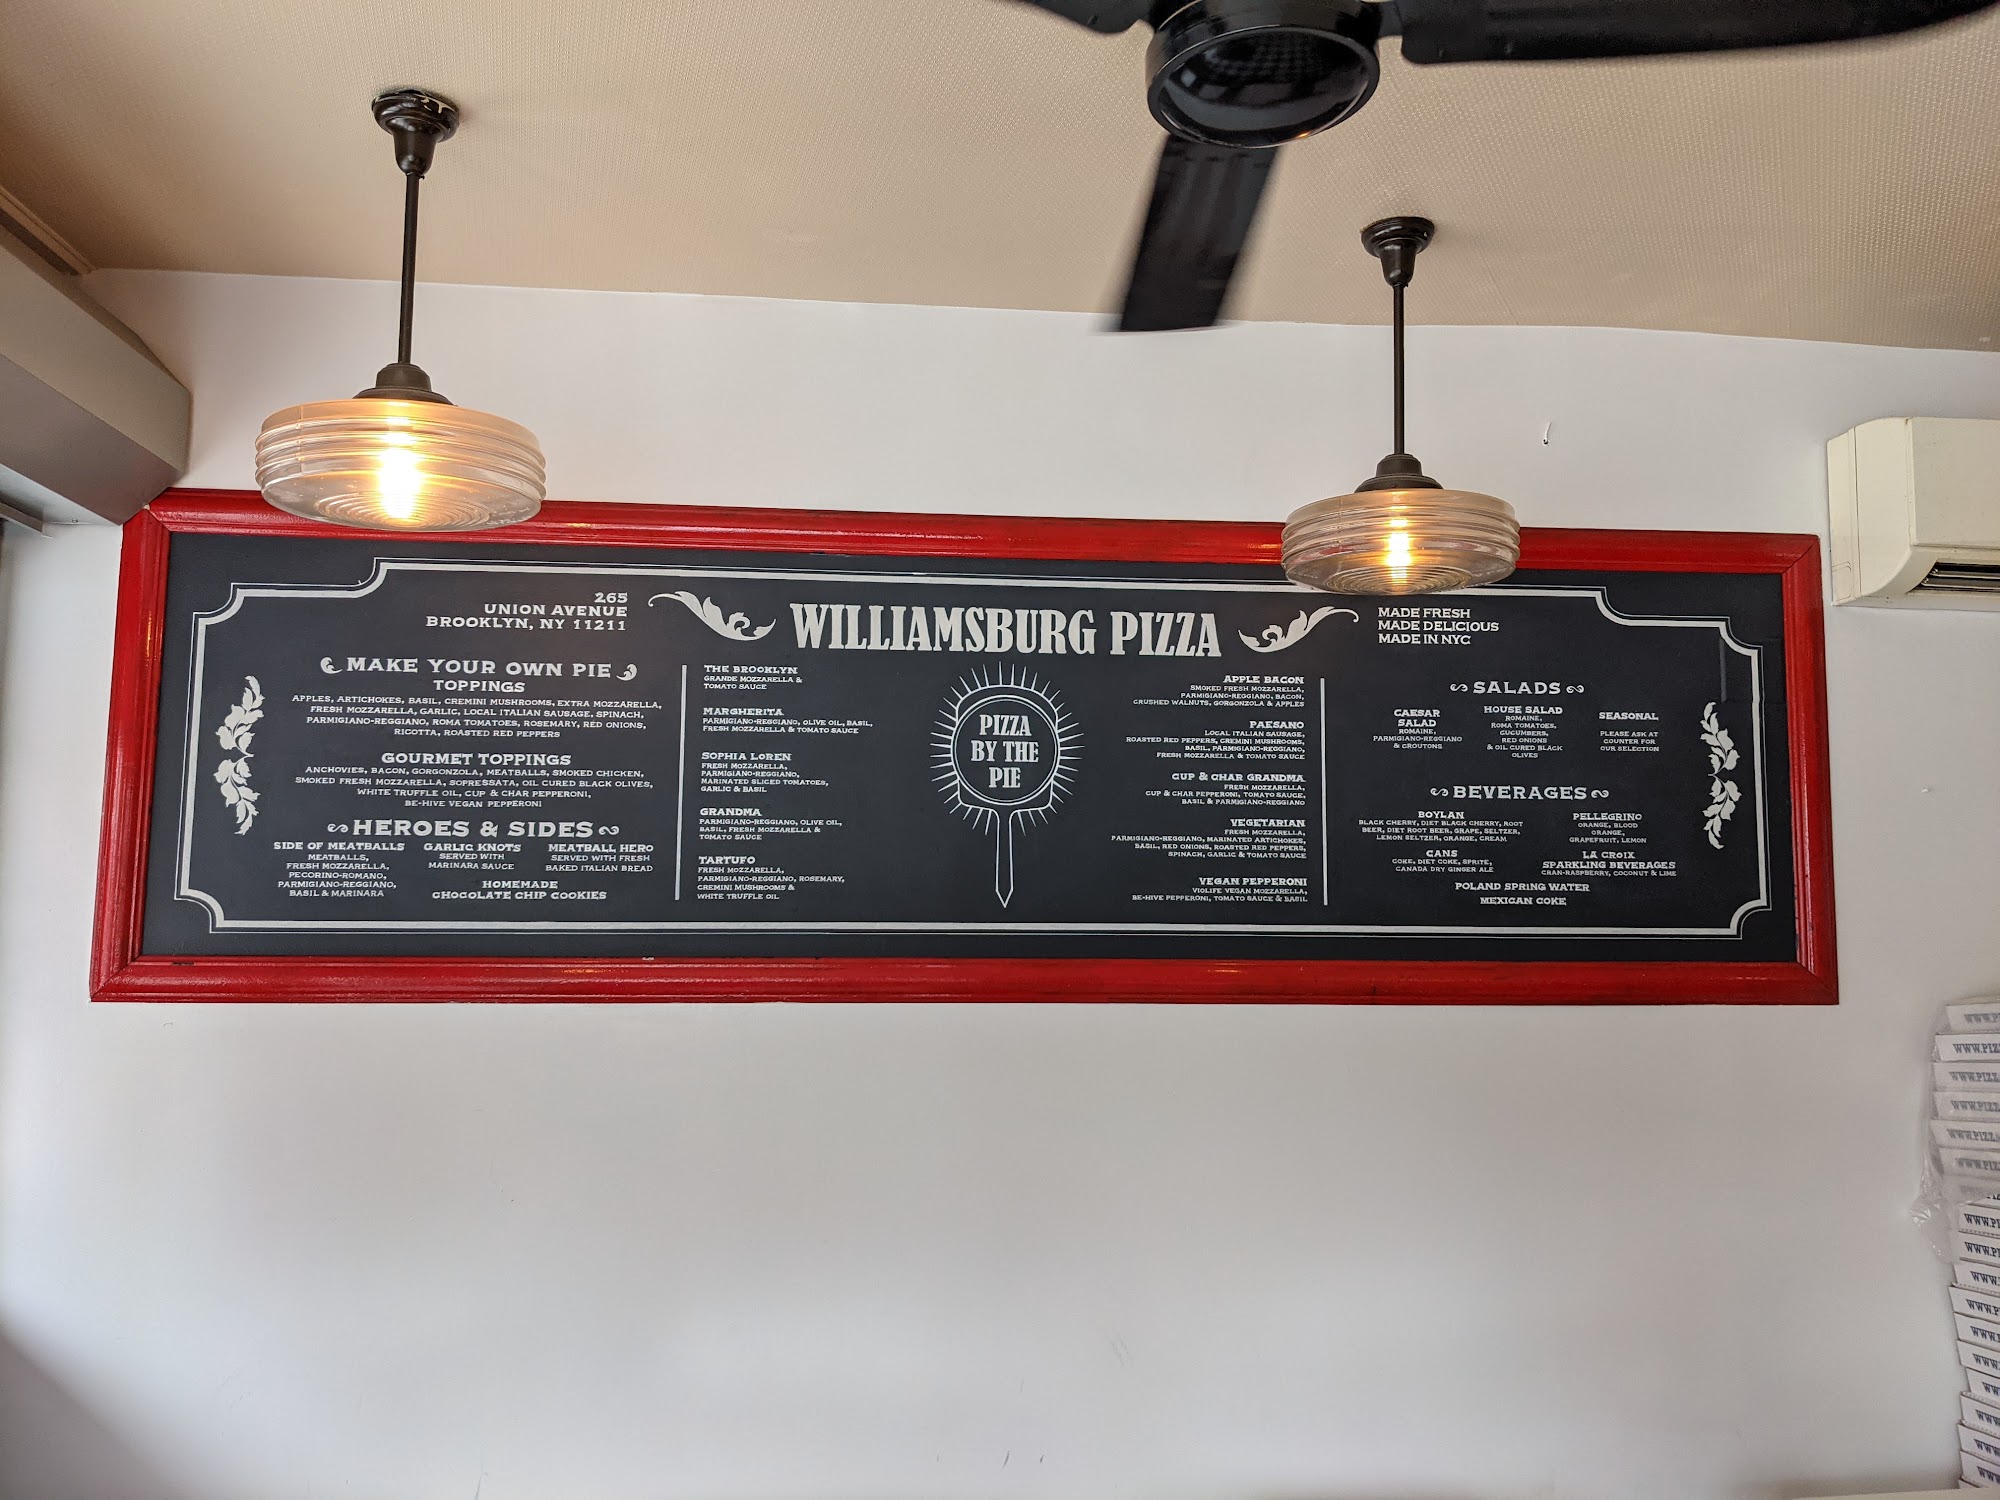 265
UNION AVENUE
BROOKLYN, NY 11211
WILLIAMSBURG PIZZA
MADE FRESH
MADE DELICIOUS
MADE IN NYC
MAKE YOUR OWN PIE
TOPPINGS
APPLES, ARTICHOKES, BASIL, CREMINI MUSHROOMS, EXTRA MOZZARELLA,
FRESH MOZZARELLA, GARLIC, LOCAL ITALIAN SAUSAGE, SPINACH,
PARMIGIANO-REGGIANO, ROMA TOMATOES, ROSEMARY, RED ONIONS,
RICOTTA, ROASTED RED PEPPERS
GOURMET TOPPINGS
ANCHOVIES, BACON, GORGONZOLA, MEATBALLS, SMOKED CHICKEN,
SMOKED FRESH MOZZARELLA, SOPRESSATA, OIL CURED BLACK OLIVES,
WHITE TRUFFLE OIL, CUP & CHAR PEPPERONI,
BE-HIVE VEGAN PEPPERONI
HEROES & SIDES
SIDE OF MEATBALLS
MEATBALLS,
FRESH MOZZARELLA,
PECORINO-ROMANO,
PARMIGIANO-REGGIANO,
BASIL & MARINARA
GARLIC KNOTS
SERVED WITH
MARINARA SAUCE
MEATBALL HERO
SERVED WITH FRESH
BAKED ITALIAN BREAD
HOMEMADE
CHOCOLATE CHIP COOKIES
THE BROOKLYN
GRANDE MOZZARELLA &
TOMATO SAUCE
MARGHERITA
PARMIGIANO-REGGIANO, OLIVE OIL, BASIL,
FRESH MOZZARELLA & TOMATO SAUCE
SOPHIA LOREN
FRESH MOZZARELLA,
PARMIGIANO-REGGIANO,
MARINATED SLICED TOMATOES,
GARLIC & BASIL
GRANDMA
PARMIGIANO-REGGIANO, OLIVE OIL,
BASIL, FRESH MOZZARELLA &
TOMATO SAUCE
TARTUFO
FRESH MOZZARELLA,
PARMIGIANO-REGGIANO, ROSEMARY,
CREMINI MUSHROOMS &
WHITE TRUFFLE OIL
PIZZA
BY THE
PIE
APPLE BACON
SMOKED FRESH MOZZARELLA,
PARMIGIANO-REGGIANO, BACON,
CRUSHED WALNUTS, GORGONZOLA & APPLES
PAESANO
LOCAL ITALIAN SAUSAGE,
ROASTED RED PEPPERS, CREMINI MUSHROOMS,
BASIL, PARMIGIANO-REGGIANO,
FRESH MOZZARELLA & TOMATO SAUCE
CUP & CHAR GRANDMA
FRESH MOZZARELLA,
CUP & CHAR PEPPERONI, TOMATO SAUCE,
BASIL & PARMIGIANO-REGGIANO
VEGETARIAN
FRESH MOZZARELLA,
PARMIGIANO-REGGIANO, MARINATED ARTICHOKES,
BASIL, RED ONIONS, ROASTED RED PEPPERS,
SPINACH, GARLIC & TOMATO SAUCE
VEGAN PEPPERONI
VIOLIFE VEGAN MOZZARELLA,
BE-HIVE PEPPERONI, TOMATO SAUCE & BASIL
SALADS
CAESAR
SALAD
ROMAINE,
PARMIGIANO-REGGIANO
& CROUTONS
HOUSE SALAD
ROMAINE,
ROMA TOMATOES,
CUCUMBERS,
RED ONIONS
& OIL CURED BLACK
OLIVES
SEASONAL
PLEASE ASK AT
COUNTER FOR
OUR SELECTION
BEVERAGES
BOYLAN
BLACK CHERRY, DIET BLACK CHERRY, ROOT
BEER, DIET ROOT BEER, GRAPE, SELTZER,
LEMON SELTZER, ORANGE, CREAM
PELLEGRINO
ORANGE, BLOOD
ORANGE,
GRAPEFRUIT, LEMON
CANS
COKE, DIET COKE, SPRITE,
CANADA DRY GINGER ALE
LA CROIX
SPARKLING BEVERAGES
CRAN-RASPBERRY, COCONUT & LIME
POLAND SPRING WATER
MEXICAN COKE